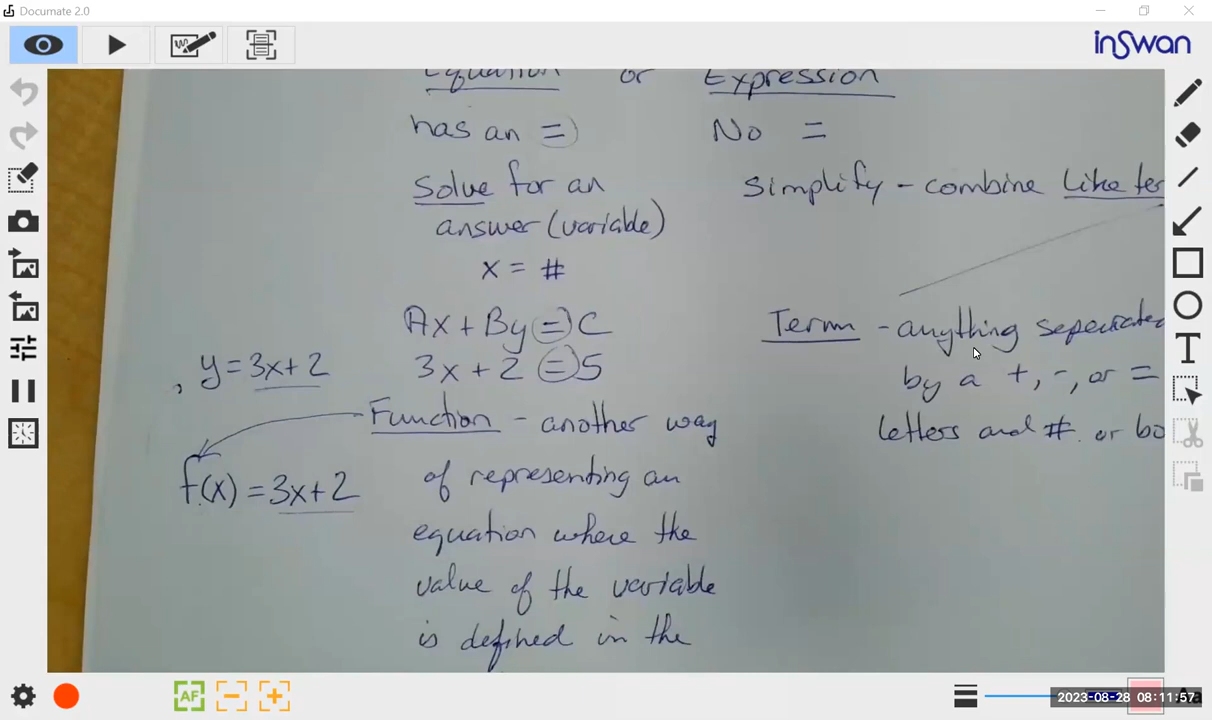 Documate 2.0
inSwan
Equation or Expression
has an = No =
Solve for an simplify - combine Like
answer (variable)
x = #
Ax + By = C Term - anything seperated
y = 3x + 2 3x + 2 = 5 by a +, -, or =
Function - another way letters and # or
f(x) = 3x + 2 of representing an
equation where the
value of the variable
is defined in the
AF
2023-08-28 08:11:57